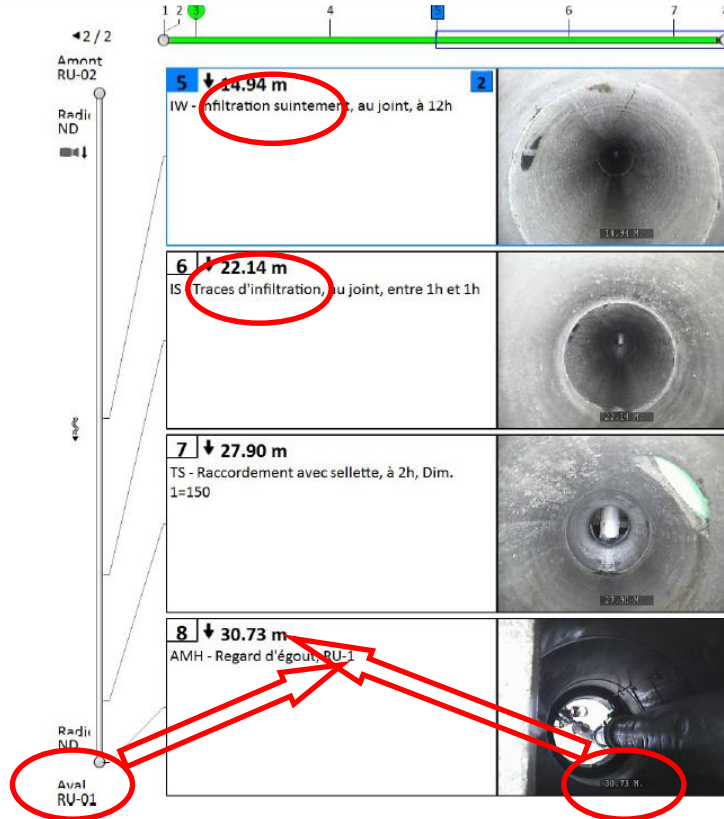 1 2 3 4 5 6 7
2 / 2
Amont
RU-02
ND
5 14.94 m 2
IW - Infiltration suintement, au joint, à 12h
14.94 M.
6 22.14 m
IS - Traces d'infiltration, au joint, entre 1h et 1h
22.14 M.
7 27.90 m
TS - Raccordement avec sellette, à 2h, Dim.
1=150
27.90 M.
8 30.73 m
AMH - Regard d'égout, RU-1
30.73 M.
ND
Aval
RU-01